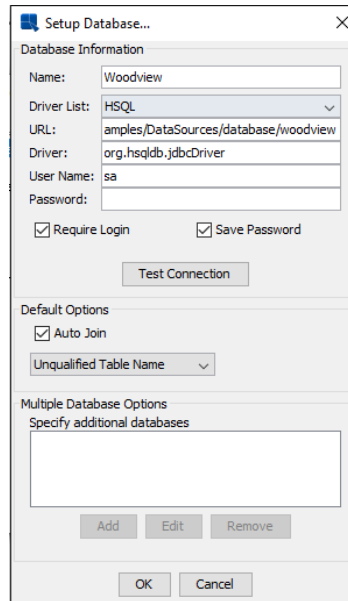 Setup Database...
Database Information
Name: Woodview
Driver List: HSQL
URL: amples/DataSources/database/woodview
Driver: org.hsqldb.jdbcDriver
User Name: sa
Password:
Require Login Save Password
Test Connection
Default Options
Auto Join
Unqualified Table Name
Multiple Database Options
Specify additional databases
Add Edit Remove
OK Cancel